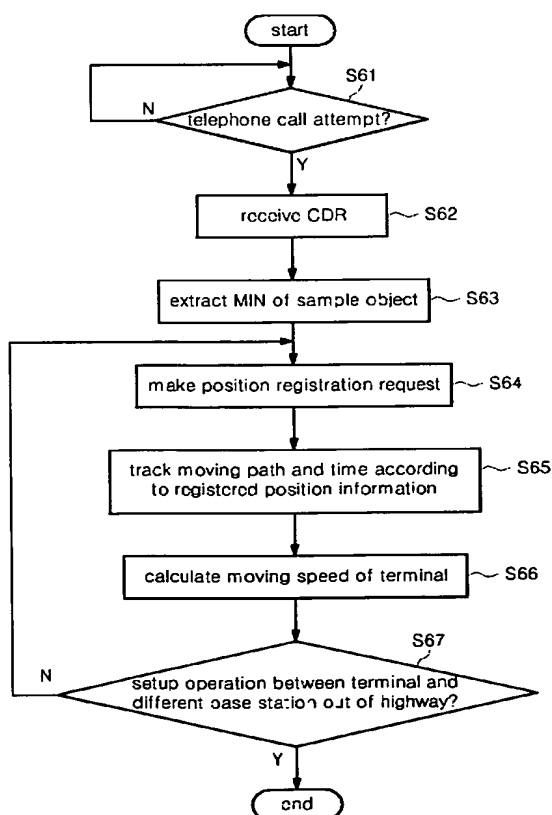 start
S61
N
telephone call attempt?
Y
receive CDR
S62
extract MIN of sample object
S63
make position registration request
S64
track moving path and time according
to registered position information
S65
calculate moving speed of terminal
S66
S67
N
setup operation between terminal and
different base station out of highway?
Y
end